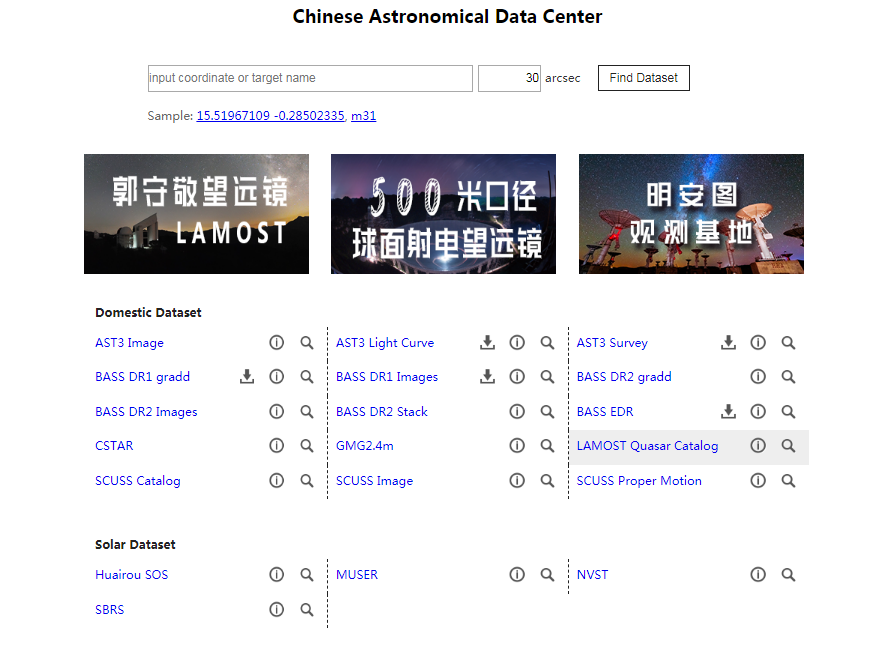 Chinese Astronomical Data Center
input coordinate or target name 30 arcsec Find Dataset
Sample: 15.51967109 -0.28502335, m31
郭守敬望远镜
LAMOST
500米口径
球面射电望远镜
明安图
观测基地
Domestic Dataset
AST3 Image AST3 Light Curve AST3 Survey
BASS DR1 gradd BASS DR1 Images BASS DR2 gradd
BASS DR2 Images BASS DR2 Stack BASS EDR
CSTAR GMG2.4m LAMOST Quasar Catalog
SCUSS Catalog SCUSS Image SCUSS Proper Motion
Solar Dataset
Huairou SOS MUSER NVST
SBRS